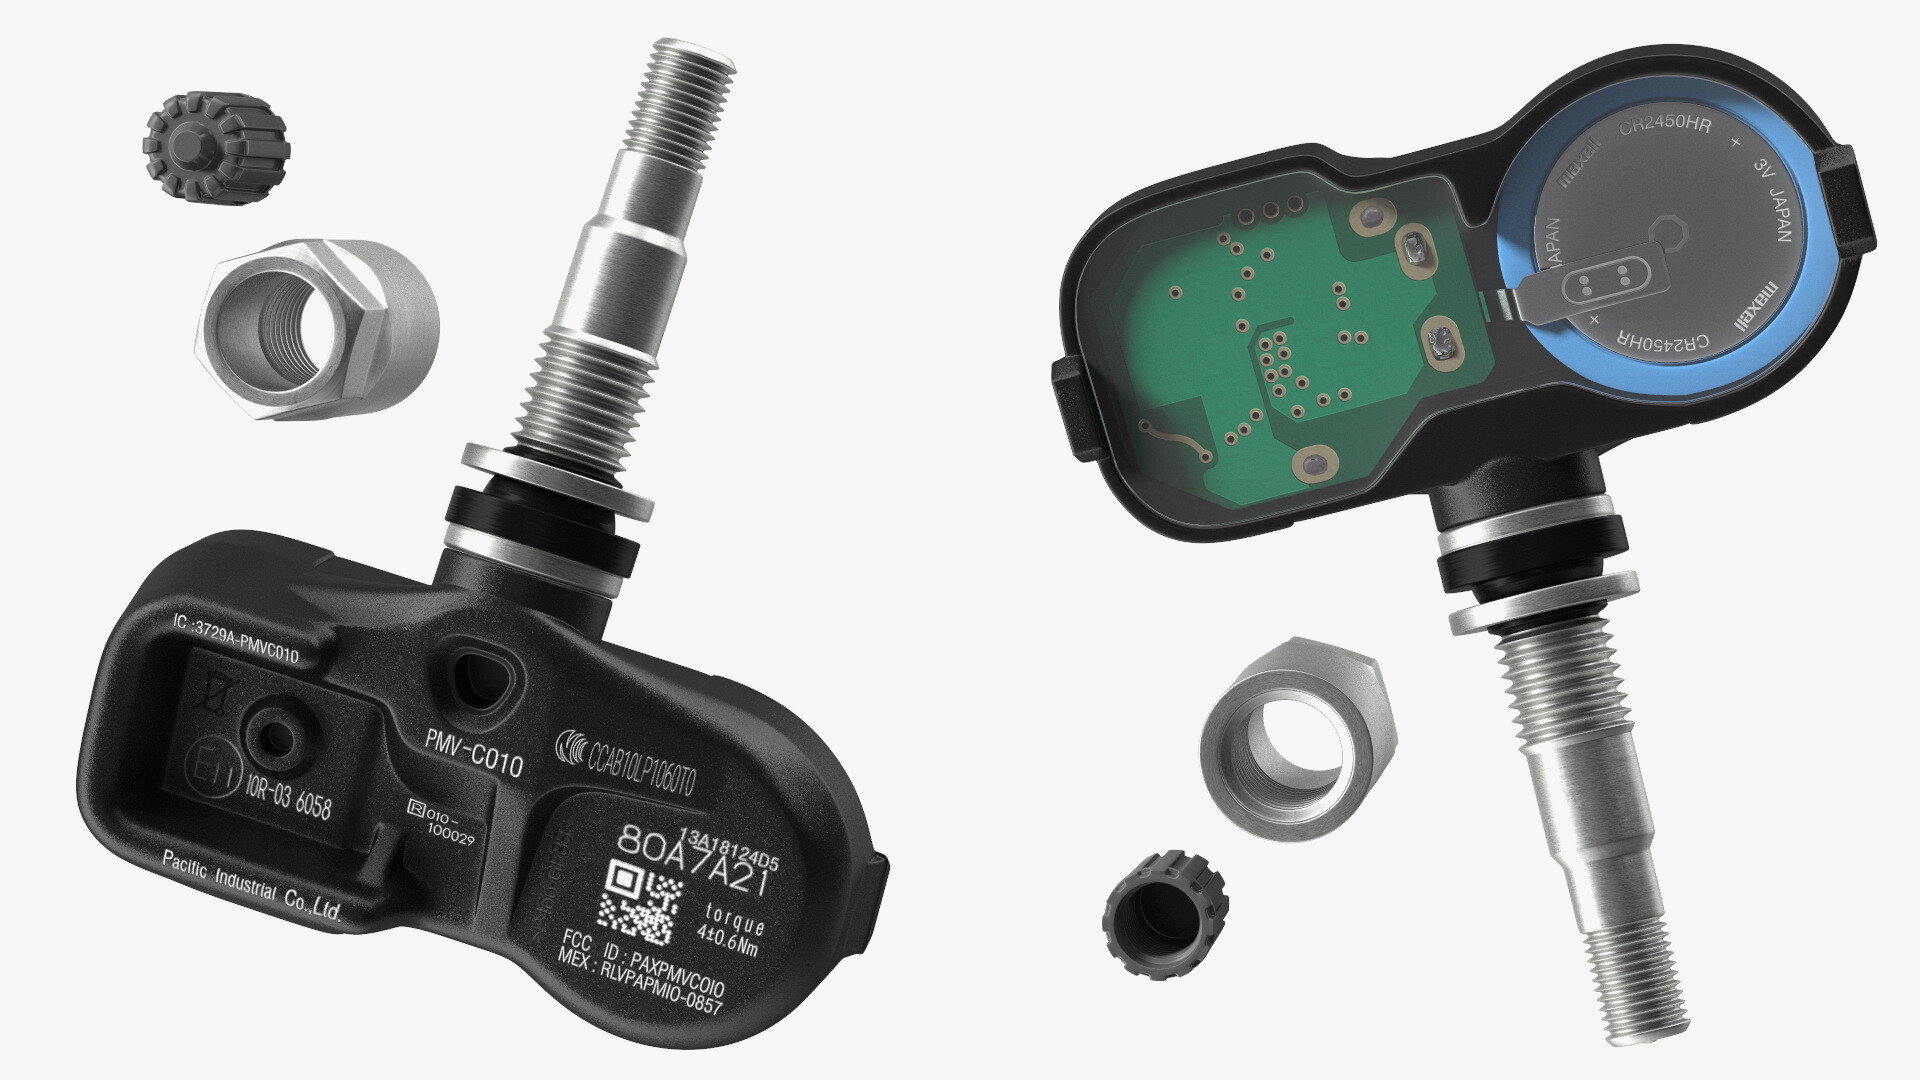 IC :3729A-PMVC010
E11
10R-03 6058
Pacific Industrial Co.,Ltd.
PMV-C010
R 010-
100029
CCAB10LP1060T0
13A18124D5
80A7A21
torque
4±0.6Nm
FCC ID : PAXPMVC010
MEX : RLVPAPMI0-0857
CR2450HR
+
3V JAPAN
maxell
maxell
CR2450HR
+